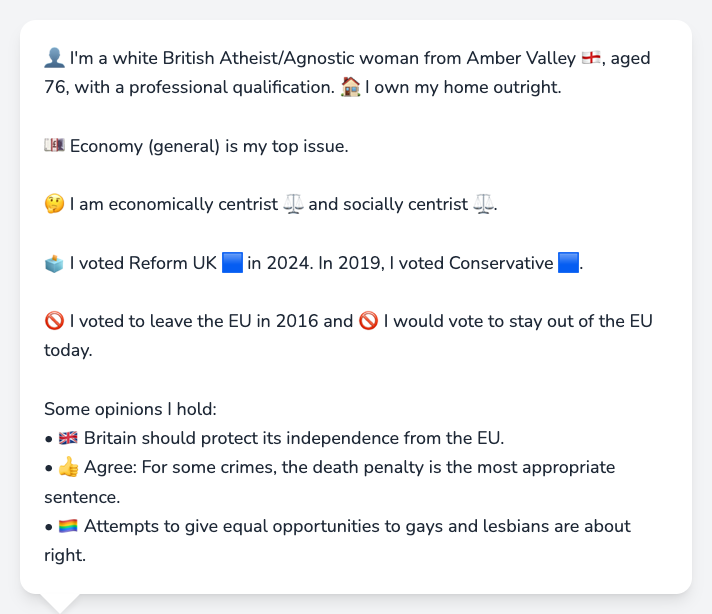 👤 I'm a white British Atheist/Agnostic woman from Amber Valley 🏴󠁧󠁢󠁥󠁮󠁧󠁿, aged
76, with a professional qualification. 🏠 I own my home outright.
💷 Economy (general) is my top issue.
🤔 I am economically centrist ⚖️ and socially centrist ⚖️.
🗳️ I voted Reform UK 🟦 in 2024. In 2019, I voted Conservative 🟦.
🚫 I voted to leave the EU in 2016 and 🚫 I would vote to stay out of the EU
today.
Some opinions I hold:
• 🇬🇧 Britain should protect its independence from the EU.
• 👍 Agree: For some crimes, the death penalty is the most appropriate
sentence.
• 🏳️‍🌈 Attempts to give equal opportunities to gays and lesbians are about
right.